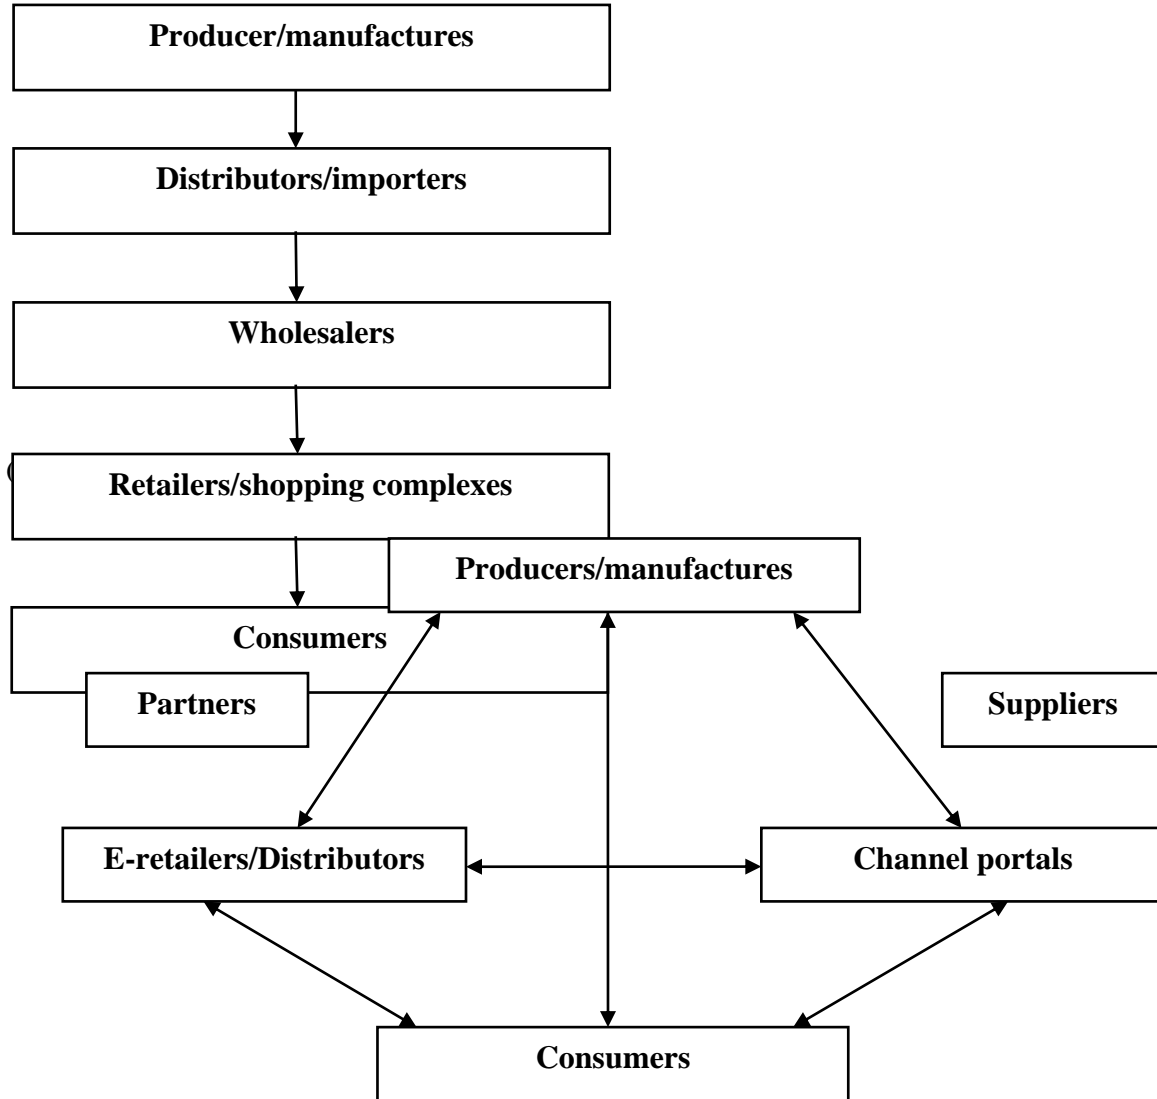 Producer/manufactures
Distributors/importers
Wholesalers
Retailers/shopping complexes
Producers/manufactures
Consumers
Partners
Suppliers
E-retailers/Distributors
Channel portals
Consumers